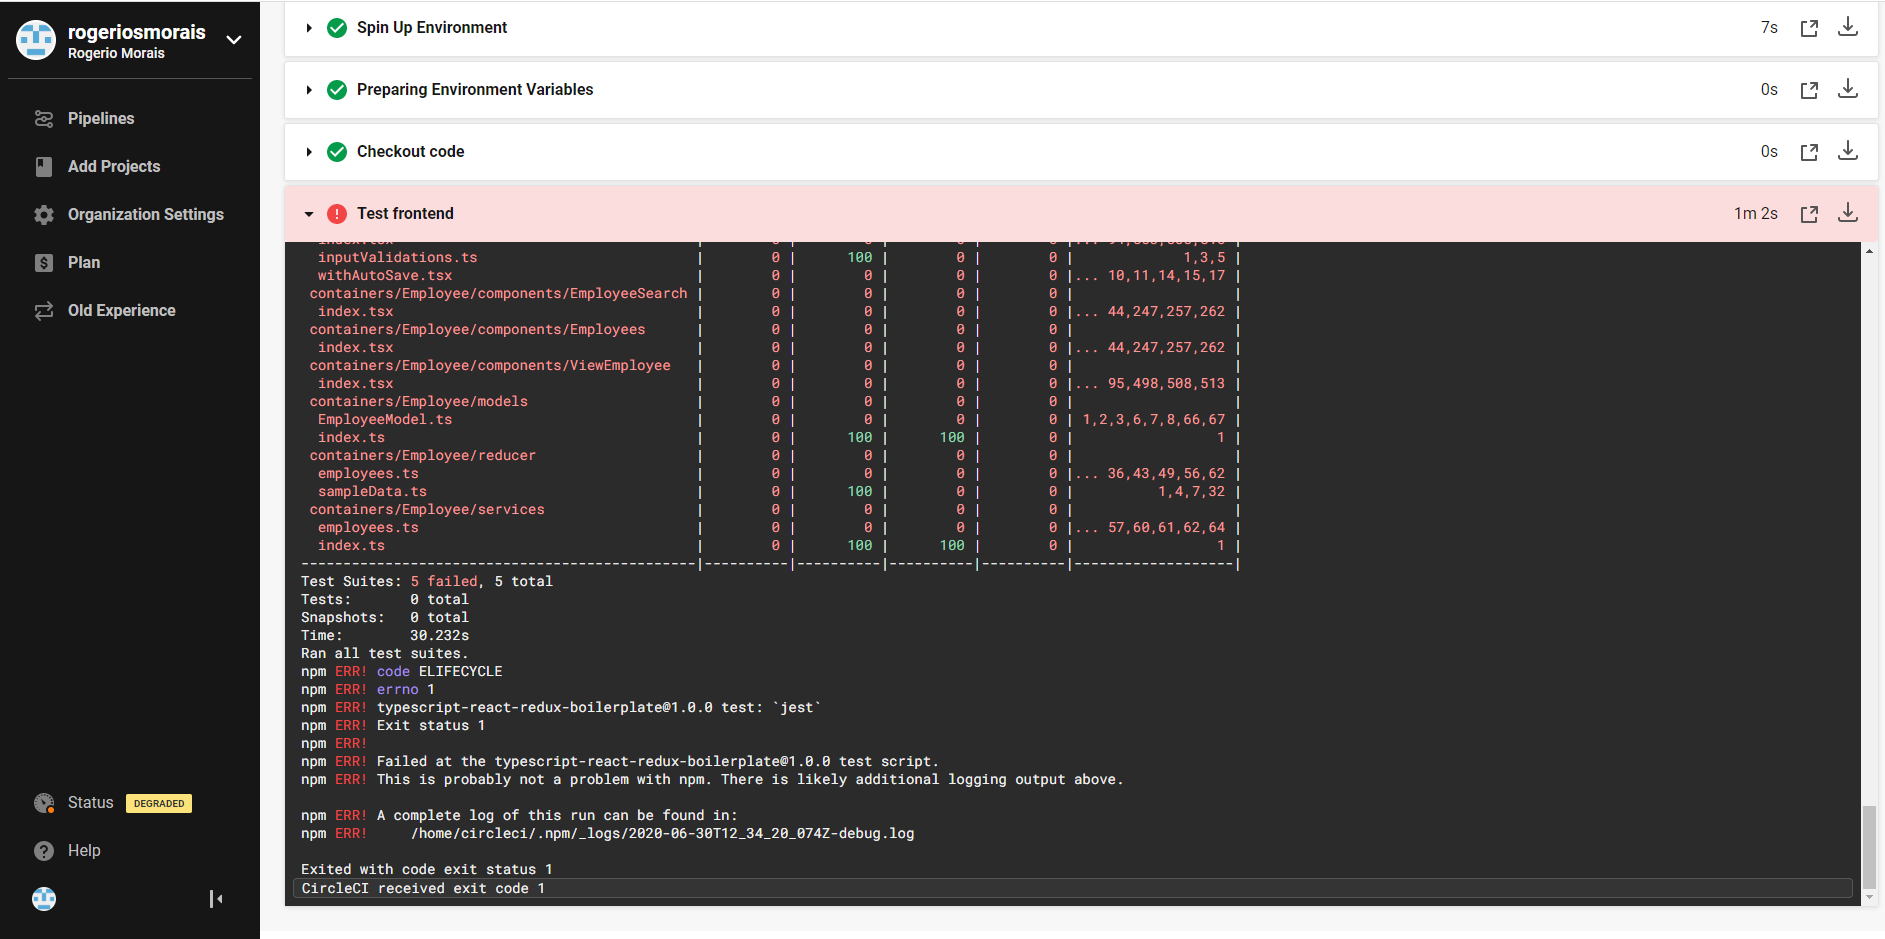 rogeriosmorais
Rogerio Morais
Pipelines
Add Projects
Organization Settings
Plan
Old Experience
Status DEGRADED
Help
Spin Up Environment 7s
Preparing Environment Variables 0s
Checkout code 0s
Test frontend 1m 2s
inputValidations.ts | 0 | 100 | 0 | 0 | 1,3,5 |
withAutoSave.tsx | 0 | 0 | 0 | 0 |... 10,11,14,15,17 |
containers/Employee/components/EmployeeSearch | 0 | 0 | 0 | 0 | |
index.tsx | 0 | 0 | 0 | 0 |... 44,247,257,262 |
containers/Employee/components/Employees | 0 | 0 | 0 | 0 | |
index.tsx | 0 | 0 | 0 | 0 |... 44,247,257,262 |
containers/Employee/components/ViewEmployee | 0 | 0 | 0 | 0 | |
index.tsx | 0 | 0 | 0 | 0 |... 95,498,508,513 |
containers/Employee/models | 0 | 0 | 0 | 0 | |
EmployeeModel.ts | 0 | 0 | 0 | 0 | 1,2,3,6,7,8,66,67 |
index.ts | 0 | 100 | 100 | 0 | 1 |
containers/Employee/reducer | 0 | 0 | 0 | 0 | |
employees.ts | 0 | 0 | 0 | 0 |... 36,43,49,56,62 |
sampleData.ts | 0 | 100 | 0 | 0 | 1,4,7,32 |
containers/Employee/services | 0 | 0 | 0 | 0 | |
employees.ts | 0 | 0 | 0 | 0 |... 57,60,61,62,64 |
index.ts | 0 | 100 | 100 | 0 | 1 |
-----------------------------------------------|----------|----------|----------|----------|-------------------|
Test Suites: 5 failed, 5 total
Tests: 0 total
Snapshots: 0 total
Time: 30.232s
Ran all test suites.
npm ERR! code ELIFECYCLE
npm ERR! errno 1
npm ERR! typescript-react-redux-boilerplate@1.0.0 test: `jest`
npm ERR! Exit status 1
npm ERR!
npm ERR! Failed at the typescript-react-redux-boilerplate@1.0.0 test script.
npm ERR! This is probably not a problem with npm. There is likely additional logging output above.
npm ERR! A complete log of this run can be found in:
npm ERR! /home/circleci/.npm/_logs/2020-06-30T12_34_20_074Z-debug.log
Exited with code exit status 1
CircleCI received exit code 1